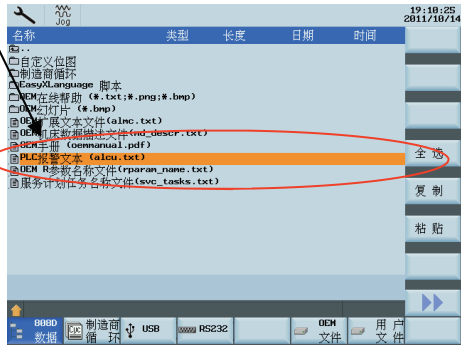 Jog
19:18:25
2011/10/14
名称 类型 长度 日期 时间
..
自定义位图
制造商循环
EasyXLanguage 脚本
OEM在线帮助 (*.txt;*.png;*.bmp)
OEM幻灯片 (*.bmp)
OEM扩展文本文件(almc.txt)
OEM机床数据描述文件(md_descr.txt)
OEM手册 (oemmanual.pdf)
PLC报警文本 (alcu.txt)
OEM R参数名称文件(rparam_name.txt)
服务计划任务名称文件(svc_tasks.txt)
全选
复制
粘贴
808D 数据
CYC 制造商循环
USB
RS232
OEM 文件
用户文件